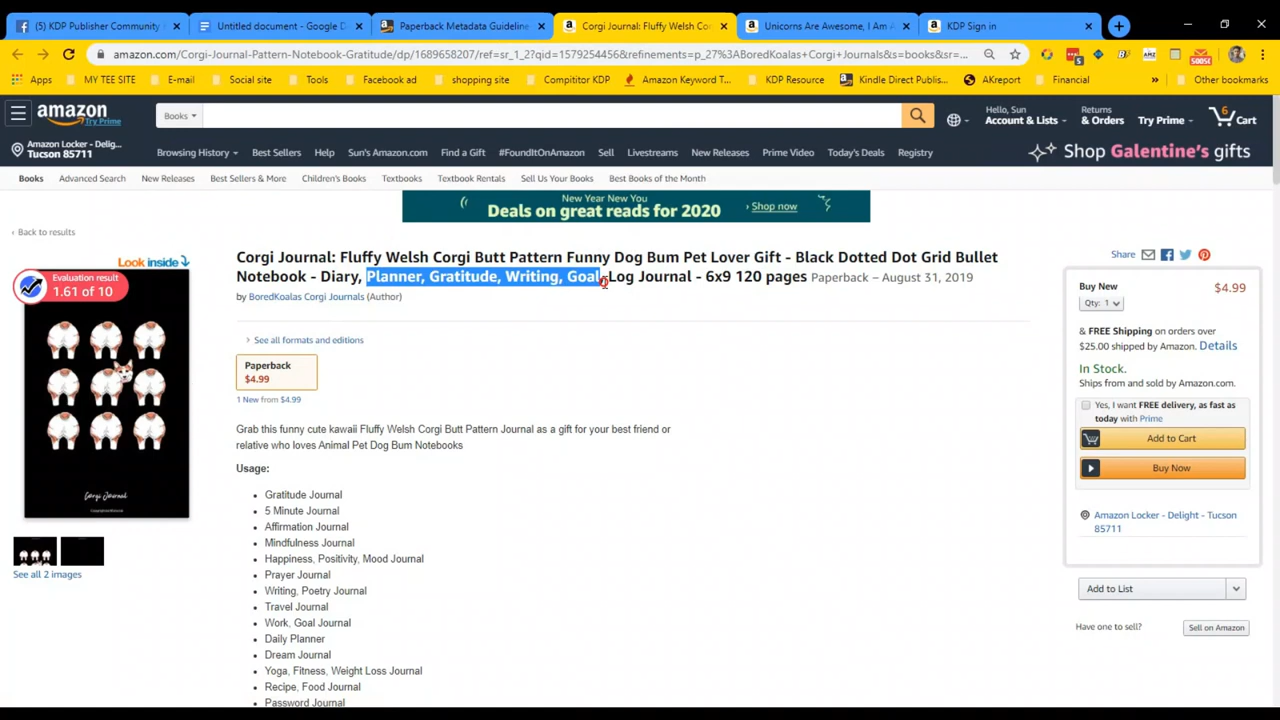 (5) KDP Publisher Community
Untitled document - Google D
Paperback Metadata Guideline
Corgi Journal: Fluffy Welsh Cor
Unicorns Are Awesome, I Am A
KDP Sign in
amazon.com/Corgi-Journal-Pattern-Notebook-Gratitude/dp/1689658207/ref=sr_1_2?qid=1579254456&refinements=p_27%3ABoredKoalas+Corgi+Journals&s=books&sr=...
Apps
MY TEE SITE
E-mail
Social site
Tools
Facebook ad
shopping site
Compititor KDP
Amazon Keyword T...
KDP Resource
Kindle Direct Publis...
AKreport
Financial
»
Other bookmarks
amazon
Try Prime
Books
Hello, Sun
Account & Lists
Returns
& Orders
Try Prime
6
Cart
Amazon Locker - Delig...
Tucson 85711
Browsing History
Best Sellers
Help
Sun's Amazon.com
Find a Gift
#FoundItOnAmazon
Sell
Livestreams
New Releases
Prime Video
Today's Deals
Registry
Shop Galentine's gifts
Books
Advanced Search
New Releases
Best Sellers & More
Children's Books
Textbooks
Textbook Rentals
Sell Us Your Books
Best Books of the Month
New Year New You
Deals on great reads for 2020
› Shop now
‹ Back to results
Look inside
Evaluation result
1.61 of 10
Corgi Journal
See all 2 images
Corgi Journal: Fluffy Welsh Corgi Butt Pattern Funny Dog Bum Pet Lover Gift - Black Dotted Dot Grid Bullet
Notebook - Diary, Planner, Gratitude, Writing, Goal, Log Journal - 6x9 120 pages Paperback – August 31, 2019
by BoredKoalas Corgi Journals (Author)
› See all formats and editions
Paperback
$4.99
1 New from $4.99
Grab this funny cute kawaii Fluffy Welsh Corgi Butt Pattern Journal as a gift for your best friend or
relative who loves Animal Pet Dog Bum Notebooks
Usage:
• Gratitude Journal
• 5 Minute Journal
• Affirmation Journal
• Mindfulness Journal
• Happiness, Positivity, Mood Journal
• Prayer Journal
• Writing, Poetry Journal
• Travel Journal
• Work, Goal Journal
• Daily Planner
• Dream Journal
• Yoga, Fitness, Weight Loss Journal
• Recipe, Food Journal
• Password Journal
Share
Buy New
$4.99
Qty: 1
& FREE Shipping on orders over
$25.00 shipped by Amazon. Details
In Stock.
Ships from and sold by Amazon.com.
Yes, I want FREE delivery, as fast as
today with Prime
Add to Cart
Buy Now
Amazon Locker - Delight - Tucson
85711
Add to List
Have one to sell?
Sell on Amazon